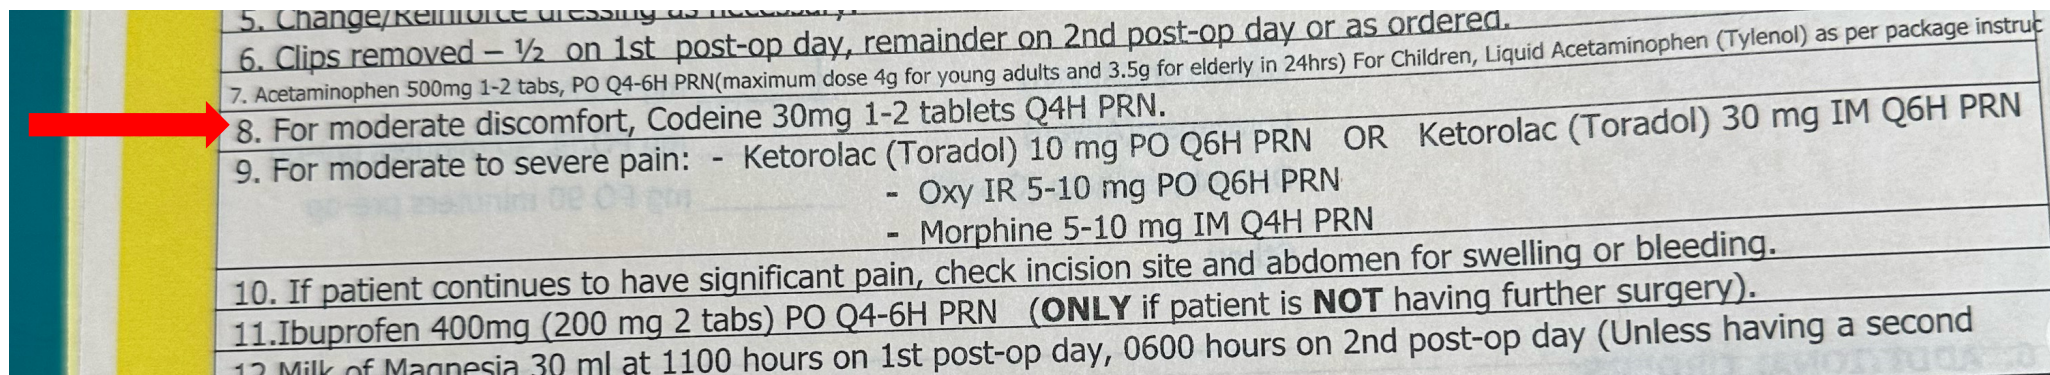 5. Change/Reinforce dressing as necessary.
6. Clips removed – ½ on 1st post-op day, remainder on 2nd post-op day or as ordered.
7. Acetaminophen 500mg 1-2 tabs, PO Q4-6H PRN(maximum dose 4g for young adults and 3.5g for elderly in 24hrs) For Children, Liquid Acetaminophen (Tylenol) as per package instruc
8. For moderate discomfort, Codeine 30mg 1-2 tablets Q4H PRN.
9. For moderate to severe pain: - Ketorolac (Toradol) 10 mg PO Q6H PRN OR Ketorolac (Toradol) 30 mg IM Q6H PRN
- Oxy IR 5-10 mg PO Q6H PRN
- Morphine 5-10 mg IM Q4H PRN
10. If patient continues to have significant pain, check incision site and abdomen for swelling or bleeding.
11.Ibuprofen 400mg (200 mg 2 tabs) PO Q4-6H PRN (ONLY if patient is NOT having further surgery).
12 Milk of Magnesia 30 ml at 1100 hours on 1st post-op day, 0600 hours on 2nd post-op day (Unless having a second